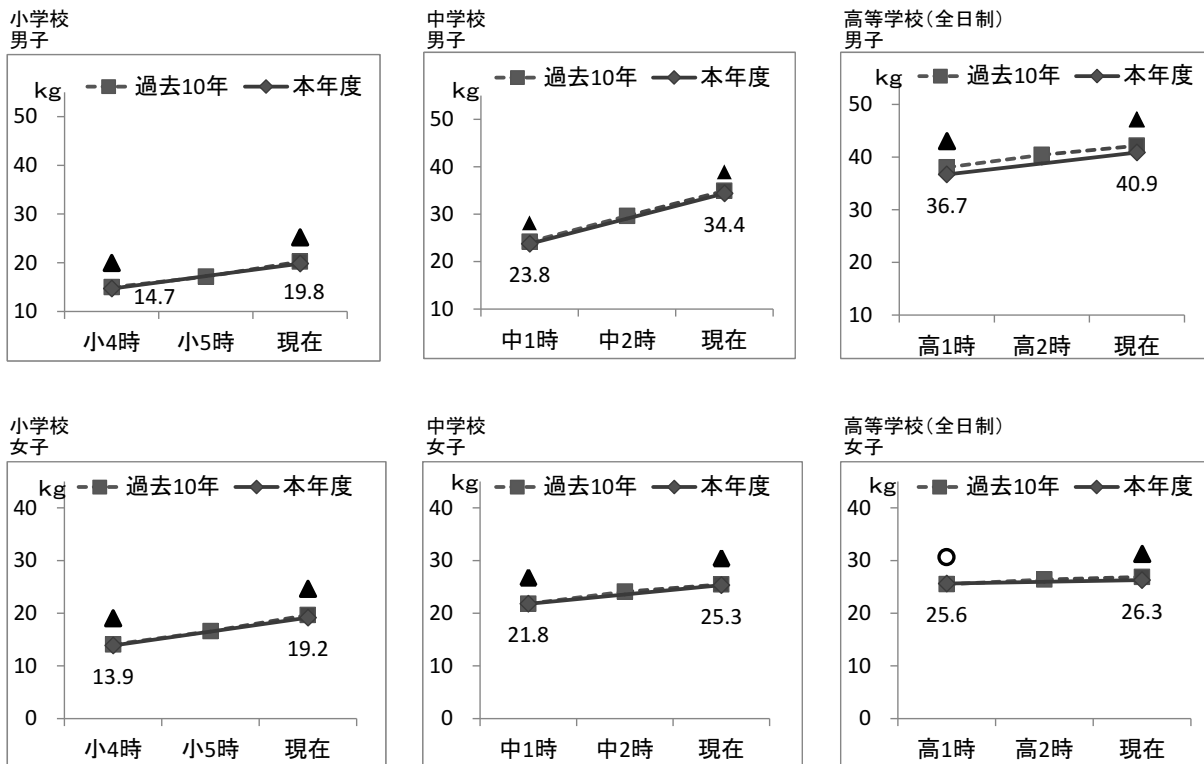 小学校
男子
kg 過去10年 本年度
50
40
30
20
10
14.7
19.8
小4時 小5時 現在
中学校
男子
kg 過去10年 本年度
50
40
30
20
10
23.8
34.4
中1時 中2時 現在
高等学校(全日制)
男子
kg 過去10年 本年度
50
40
30
20
10
36.7
40.9
高1時 高2時 現在
小学校
女子
kg 過去10年 本年度
40
30
20
10
0
13.9
19.2
小4時 小5時 現在
中学校
女子
kg 過去10年 本年度
40
30
20
10
0
21.8
25.3
中1時 中2時 現在
高等学校(全日制)
女子
kg 過去10年 本年度
40
30
20
10
0
25.6
26.3
高1時 高2時 現在